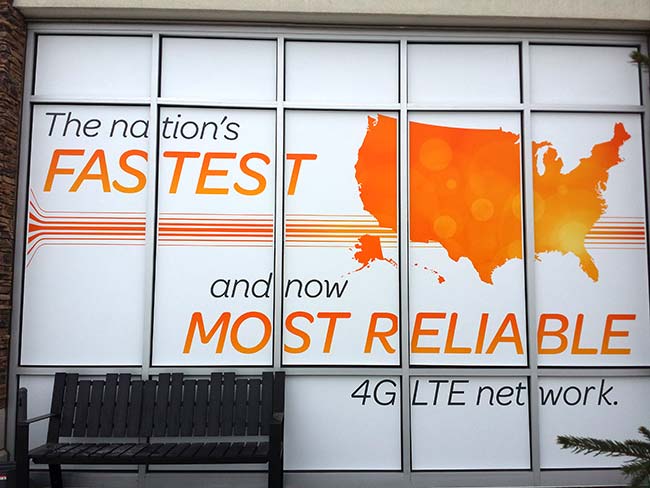 The nation's
FASTEST
and now
MOST RELIABLE
4G LTE network.